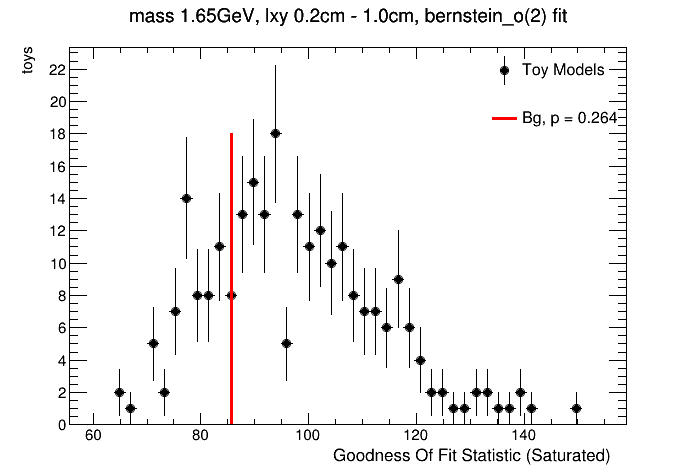 mass 1.65GeV, lxy 0.2cm - 1.0cm, bernstein_o(2) fit
toys
Toy Models
Bg, p = 0.264
22
20
18
16
14
12
10
8
6
4
2
0
60 80 100 120 140
Goodness Of Fit Statistic (Saturated)